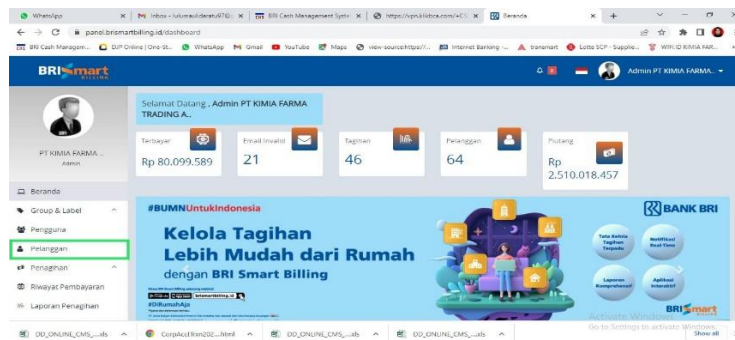 WhatsApp
M Inbox - lulumaulideratu97@
BRI Cash Management Syste
https://vpn.klikbca.com/+CS
Beranda
panel.brismartbilling.id/dashboard
BRI Cash Managem...
DJP Online | One-St...
WhatsApp
Gmail
YouTube
Maps
view-source:https://...
Internet Banking -...
transmart
Lotte SCP - Supplie...
WIFI.ID KIMIA FAR...
BRISmart
BILLING
Admin PT KIMIA FARMA..
PT KIMIA FARMA ...
Admin
Selamat Datang , Admin PT KIMIA FARMA
TRADING A..
Terbayar
Rp 80.099.589
Email Invalid
21
Tagihan
46
Pelanggan
64
Piutang
Rp
2.510.018.457
Beranda
Group & Label
Pengguna
Pelanggan
Penagihan
Riwayat Pembayaran
Laporan Penagihan
#BUMNUntukIndonesia
Kelola Tagihan
Lebih Mudah dari Rumah
dengan BRI Smart Billing
brismartbilling.id
#DiRumahAja
BANK BRI
Tata Kelola
Tagihan
Terpadu
Notifikasi
Real-Time
Laporan
Komprehensif
Aplikasi
Interaktif
BRISmart
Activate Windows
Go to Settings to activate Windows.
DD_ONLINE_CMS_...xls
CorpAcctTrxn202....html
DD_ONLINE_CMS_...xls
DD_ONLINE_CMS_...xls
Show all